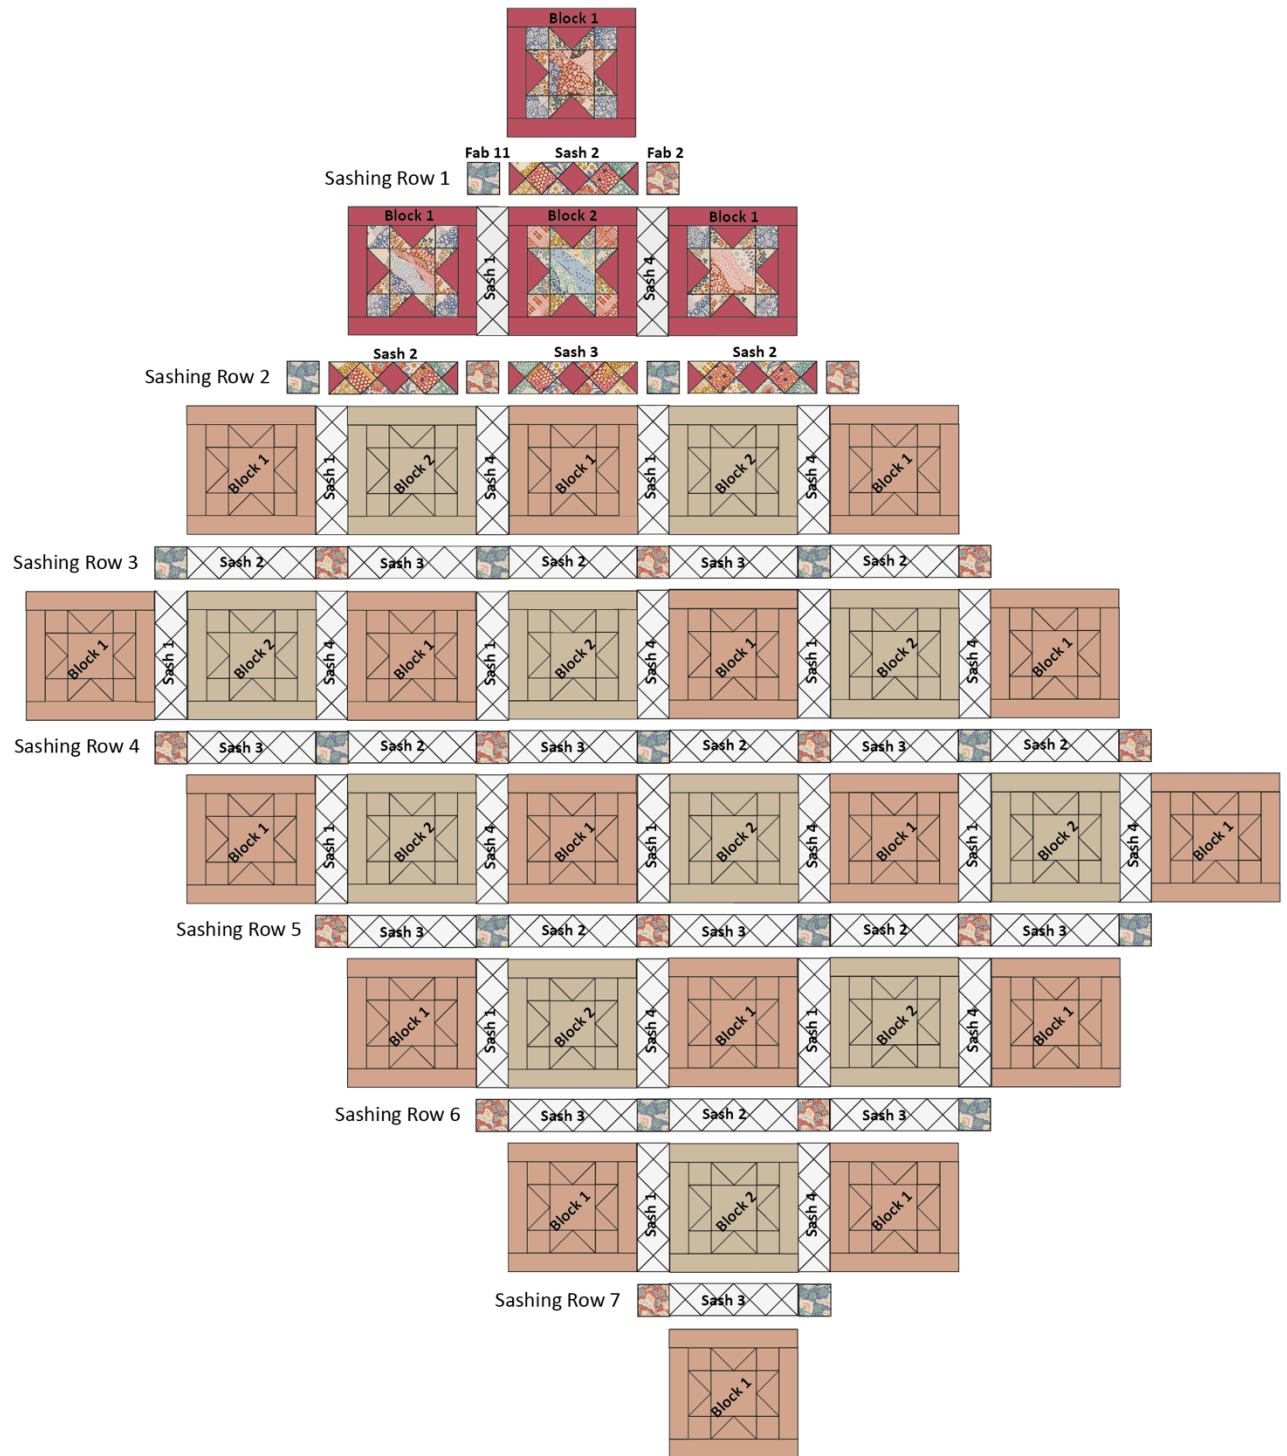 Block 1
Fab 11 Sash 2 Fab 2
Sashing Row 1
Block 1 Sash 1 Block 2 Sash 4 Block 1
Sash 2 Sash 3 Sash 2
Sashing Row 2
Block 1 Sash 1 Block 2 Sash 4 Block 1 Sash 1 Block 2 Sash 4 Block 1
Sashing Row 3 Sash 2 Sash 3 Sash 2 Sash 3 Sash 2
Block 1 Sash 1 Block 2 Sash 4 Block 1 Sash 1 Block 2 Sash 4 Block 1 Sash 1 Block 2 Sash 4 Block 1
Sashing Row 4 Sash 3 Sash 2 Sash 3 Sash 2 Sash 3 Sash 2
Block 1 Sash 1 Block 2 Sash 4 Block 1 Sash 1 Block 2 Sash 4 Block 1 Sash 1 Block 2 Sash 4 Block 1
Sashing Row 5 Sash 3 Sash 2 Sash 3 Sash 2 Sash 3
Block 1 Sash 1 Block 2 Sash 4 Block 1 Sash 1 Block 2 Sash 4 Block 1
Sashing Row 6 Sash 3 Sash 2 Sash 3
Block 1 Sash 1 Block 2 Sash 4 Block 1
Sashing Row 7 Sash 3
Block 1